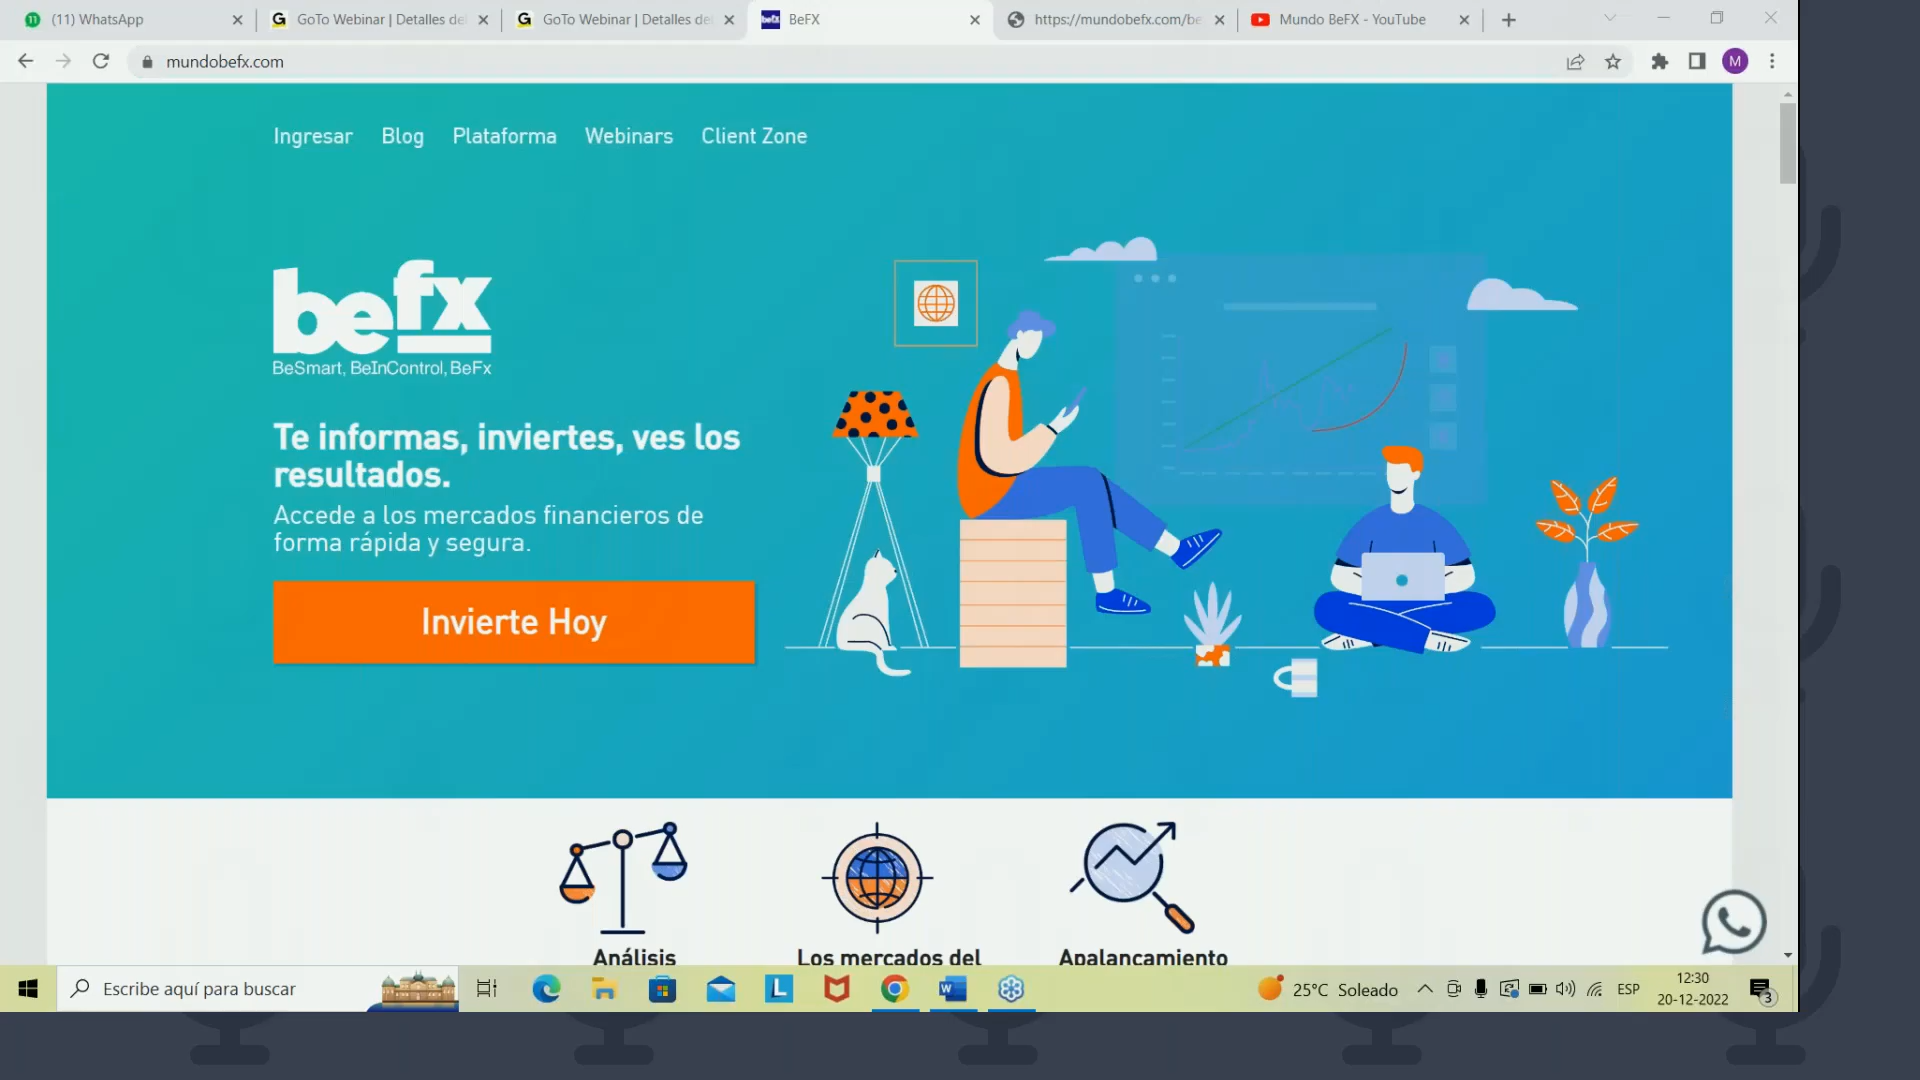 (11) WhatsApp
GoTo Webinar | Detalles del
GoTo Webinar | Detalles de
befx BeFX
https://mundobefx.com/be
Mundo BeFX - YouTube
mundobefx.com
M
Ingresar Blog Plataforma Webinars Client Zone
befx
BeSmart, BeInControl, BeFx
Te informas, inviertes, ves los
resultados.
Accede a los mercados financieros de
forma rápida y segura.
Invierte Hoy
Análisis
Los mercados del
Apalancamiento
Escribe aquí para buscar
25°C Soleado
ESP
12:30
20-12-2022
3